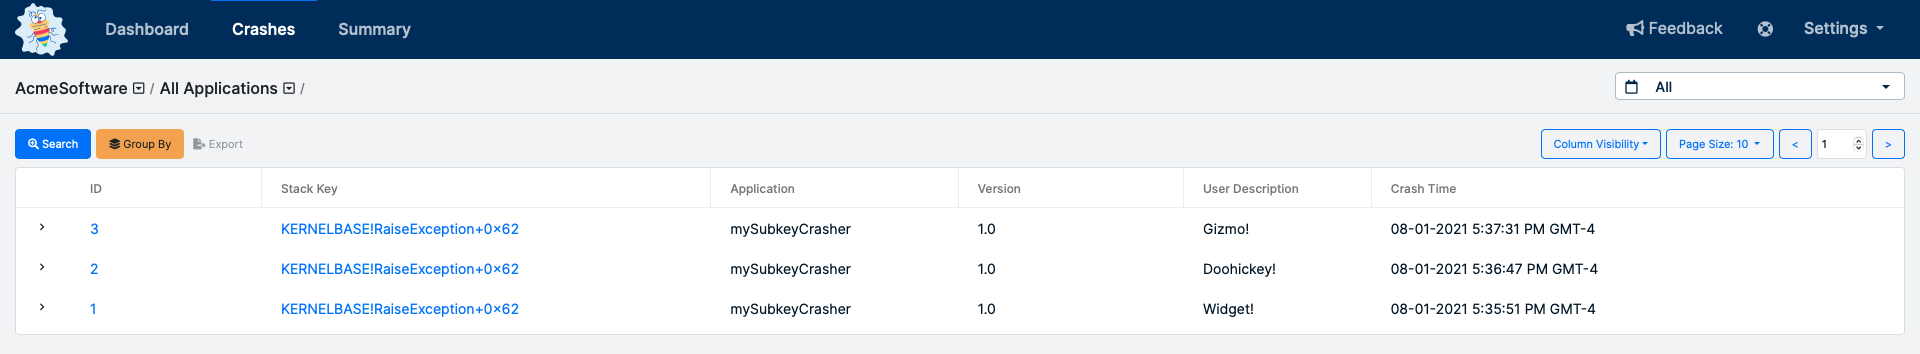 Dashboard Crashes Summary Feedback Settings
AcmeSoftware / All Applications / All
Search Group By Export Column Visibility Page Size: 10 < 1 >
ID Stack Key Application Version User Description Crash Time
> 3 KERNELBASE!RaiseException+0x62 mySubkeyCrasher 1.0 Gizmo! 08-01-2021 5:37:31 PM GMT-4
> 2 KERNELBASE!RaiseException+0x62 mySubkeyCrasher 1.0 Doohickey! 08-01-2021 5:36:47 PM GMT-4
> 1 KERNELBASE!RaiseException+0x62 mySubkeyCrasher 1.0 Widget! 08-01-2021 5:35:51 PM GMT-4